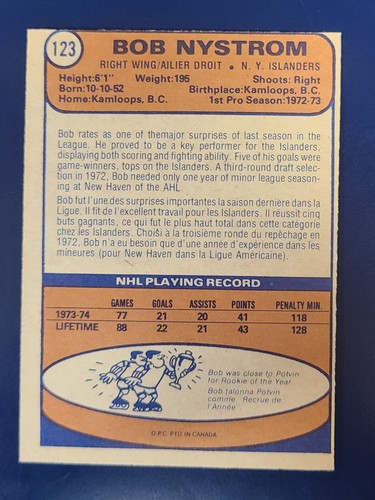 123
BOB NYSTROM
RIGHT WING/AILIER DROIT • N. Y. ISLANDERS
Height:6'1" Weight:195 Shoots: Right
Born:10-10-52 Birthplace:Kamloops, B.C.
Home:Kamloops, B.C. 1st Pro Season:1972-73
Bob rates as one of themajor surprises of last season in the
League. He proved to be a key performer for the Islanders,
displaying both scoring and fighting ability. Five of his goals were
game-winners, tops on the Islanders. A third-round draft selec-
tion in 1972, Bob needed only one year of minor league season-
ing at New Haven of the AHL.
Bob fut l'une des surprises importantes la saison dernière dans la
Ligue. Il fit de l'excellent travail pour les Islanders. Il réussit cinq
buts gagnants, ce qui fut le plus haut total dans cette catégorie
chez les Islanders. Choši à la troisième ronde du repêchage en
1972, Bob n'a eu besoin que d'une année d'expérience dans les
mineures (pour New Haven dans la Ligue Américaine).
NHL PLAYING RECORD
GAMES GOALS ASSISTS POINTS PENALTY MIN.
1973-74 77 21 20 41 118
LIFETIME 88 22 21 43 128
Bob was close to Potvin
for Rookie of the Year.
Bob talonna Potvin
comme "Recrue de
l'Année".
O.P.C. PTD IN CANADA